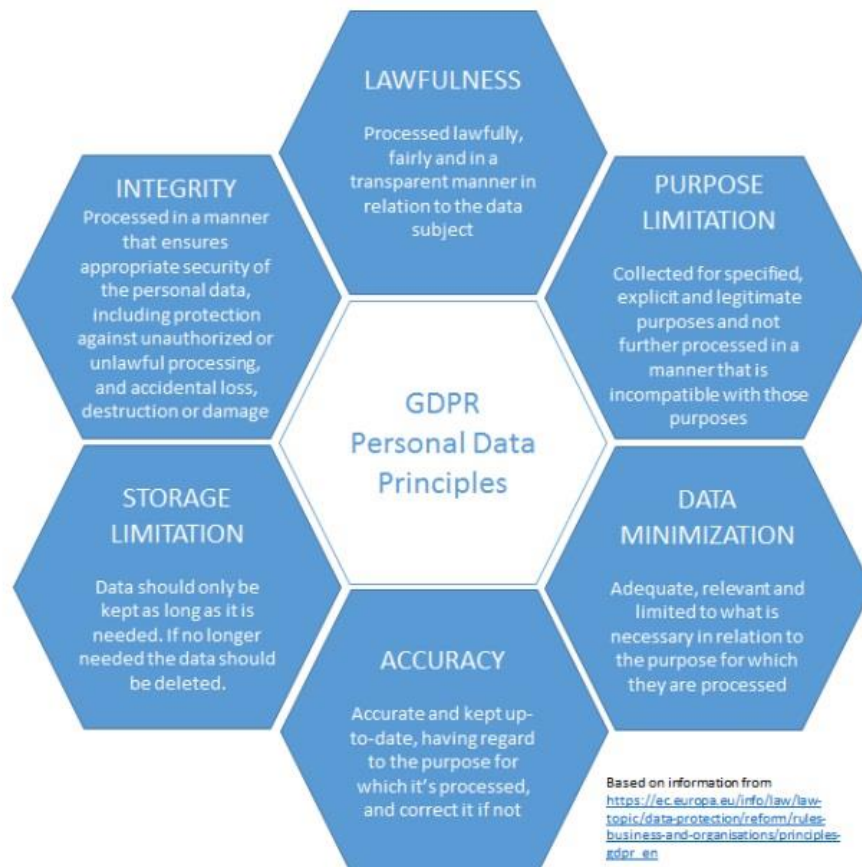 LAWFULNESS
Processed lawfully,
fairly and in a
transparent manner in
relation to the data
subject
PURPOSE
LIMITATION
Collected for specified,
explicit and legitimate
purposes and not
further processed in a
manner that is
incompatible with those
purposes
DATA
MINIMIZATION
Adequate, relevant and
limited to what is
necessary in relation to
the purpose for which
they are processed
ACCURACY
Accurate and kept up-
to-date, having regard
to the purpose for
which it's processed,
and correct it if not
STORAGE
LIMITATION
Data should only be
kept as long as it is
needed. If no longer
needed the data should
be deleted.
INTEGRITY
Processed in a manner
that ensures
appropriate security of
the personal data,
including protection
against unauthorized or
unlawful processing,
and accidental loss,
destruction or damage
GDPR
Personal Data
Principles
Based on information from
https://ec.europa.eu/info/law/law-
topic/data-protection/reform/rules-
business-and-organisations/principles-
gdpr_en